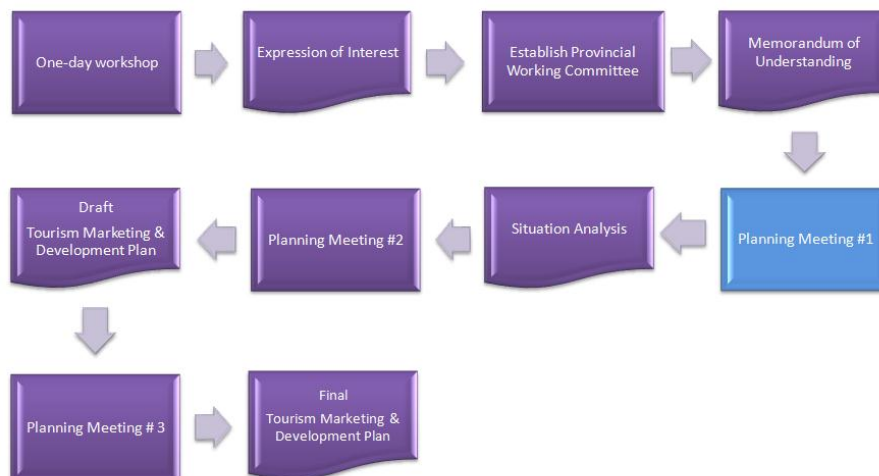 One-day workshop
Expression of Interest
Establish Provincial
Working Committee
Memorandum of
Understanding
Planning Meeting #1
Situation Analysis
Planning Meeting #2
Draft
Tourism Marketing &
Development Plan
Planning Meeting # 3
Final
Tourism Marketing &
Development Plan